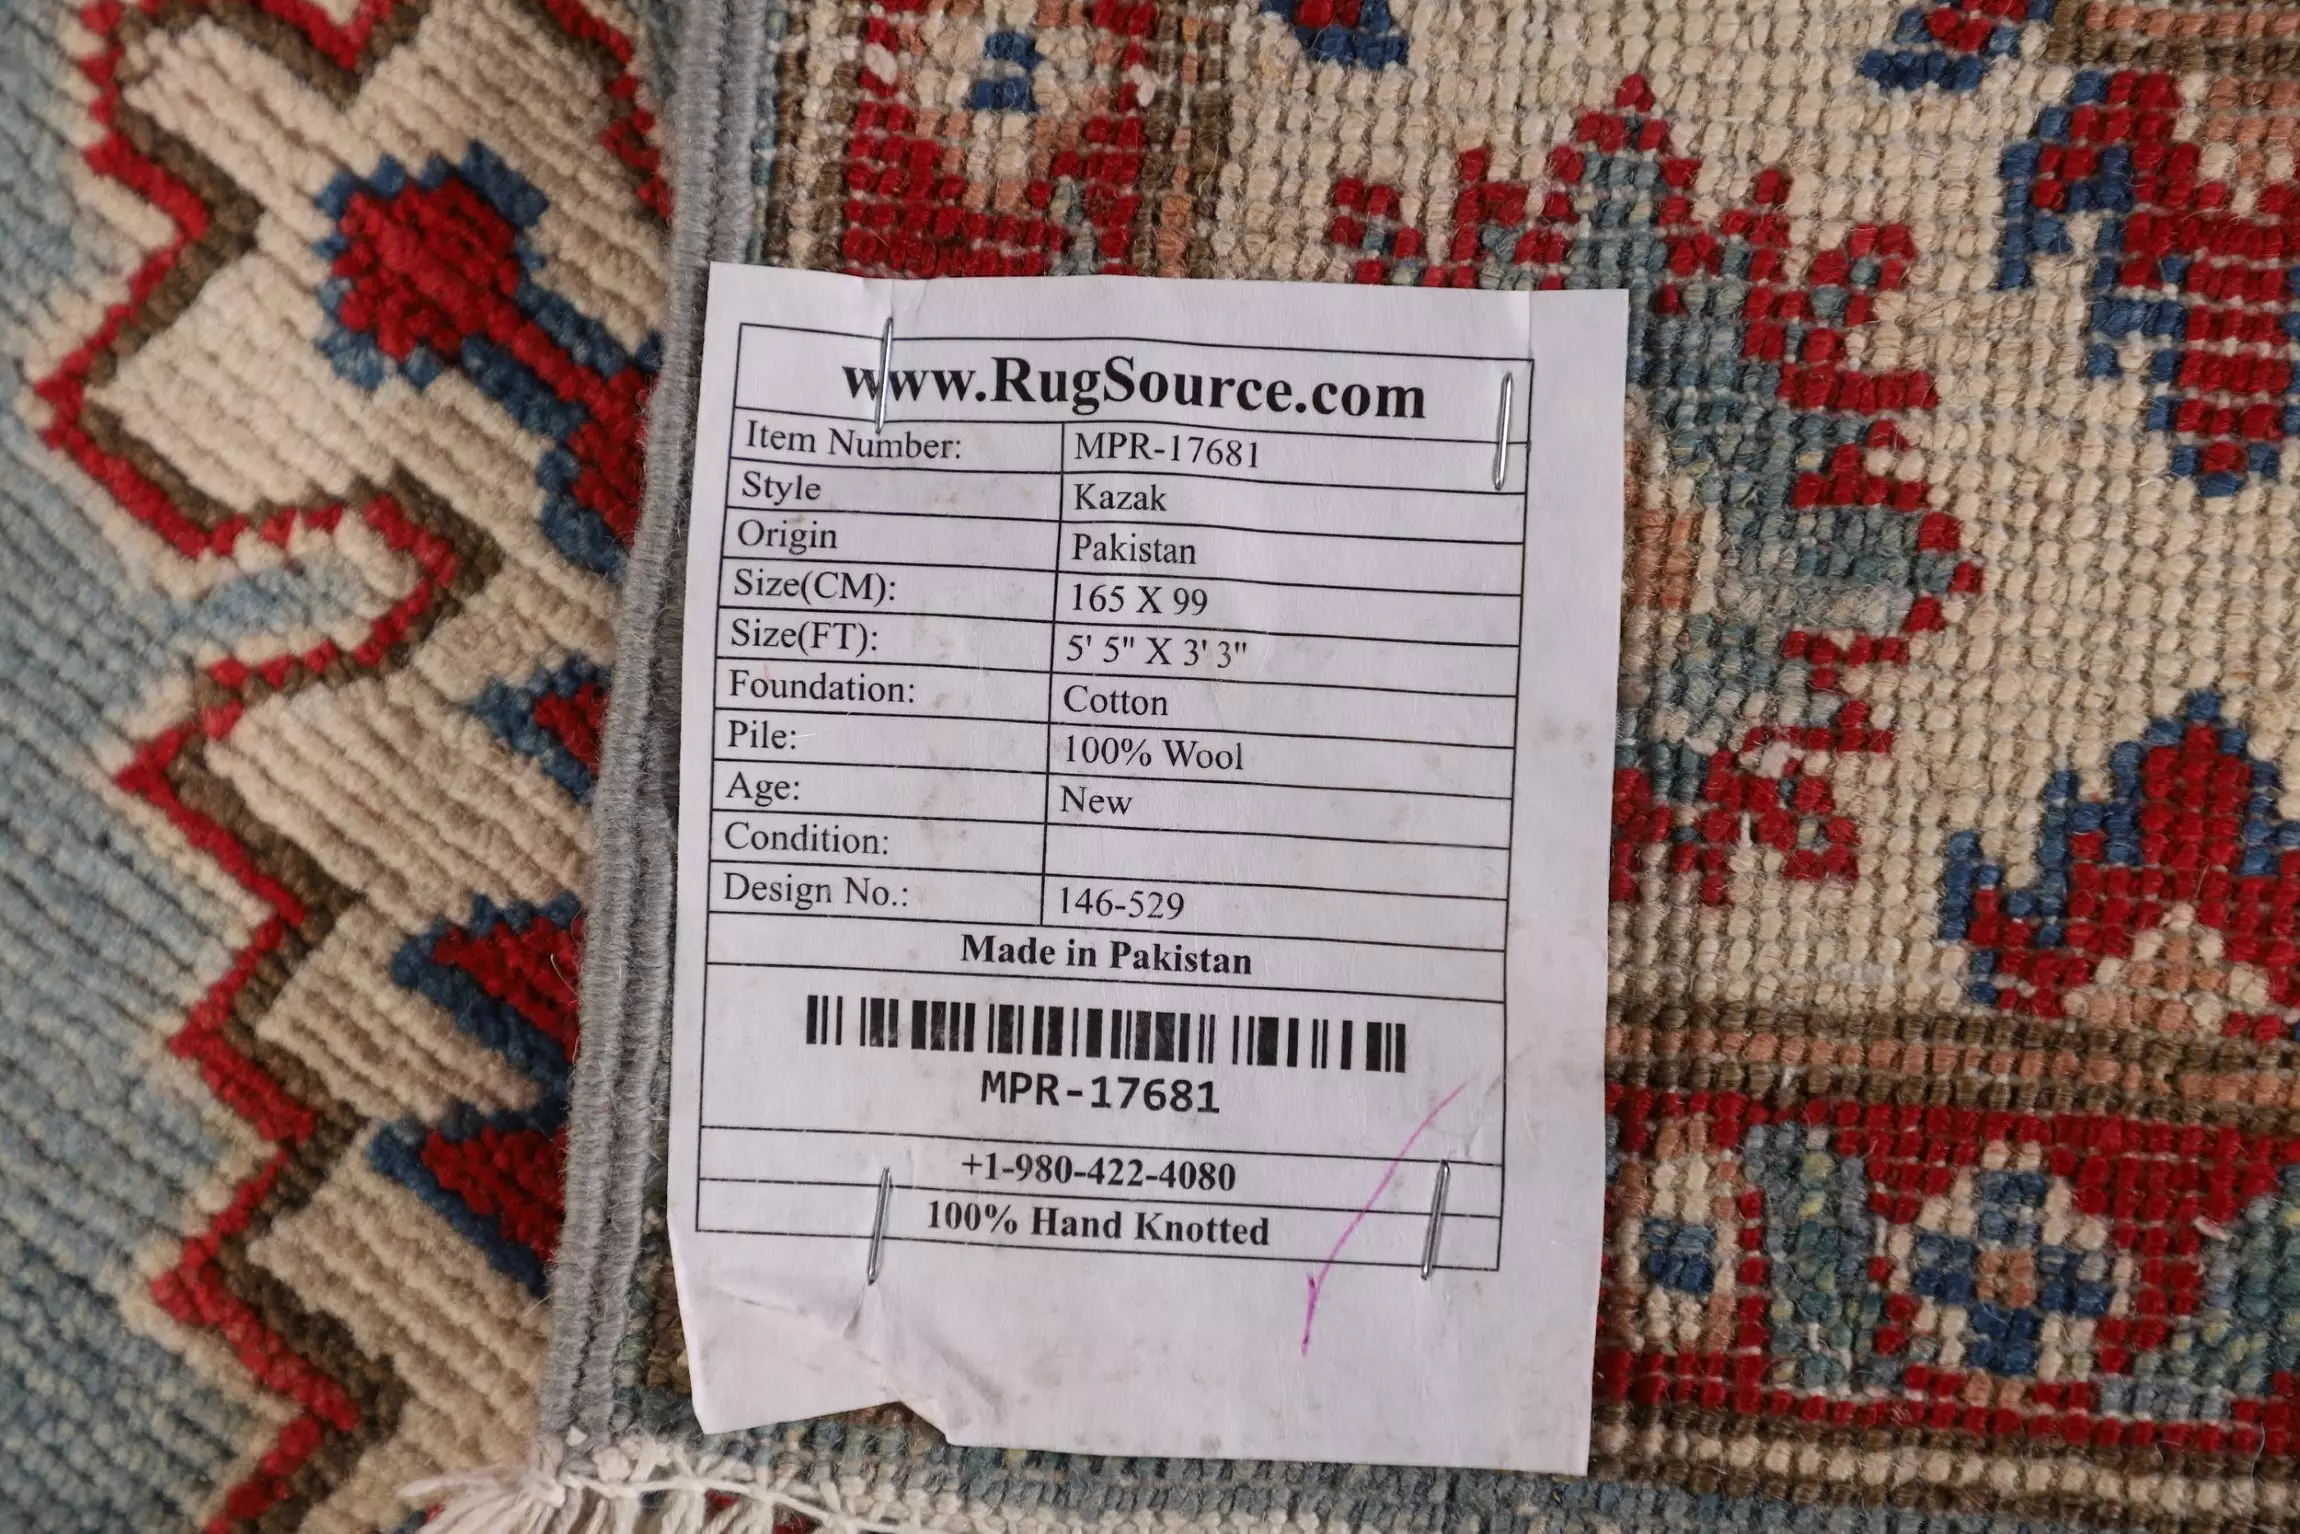 www.RugSource.com
Item Number: MPR-17681
Style Kazak
Origin Pakistan
Size(CM): 165 X 99
Size(FT): 5' 5" X 3' 3"
Foundation: Cotton
Pile: 100% Wool
Age: New
Condition:
Design No.: 146-529
Made in Pakistan
MPR-17681
+1-980-422-4080
100% Hand Knotted